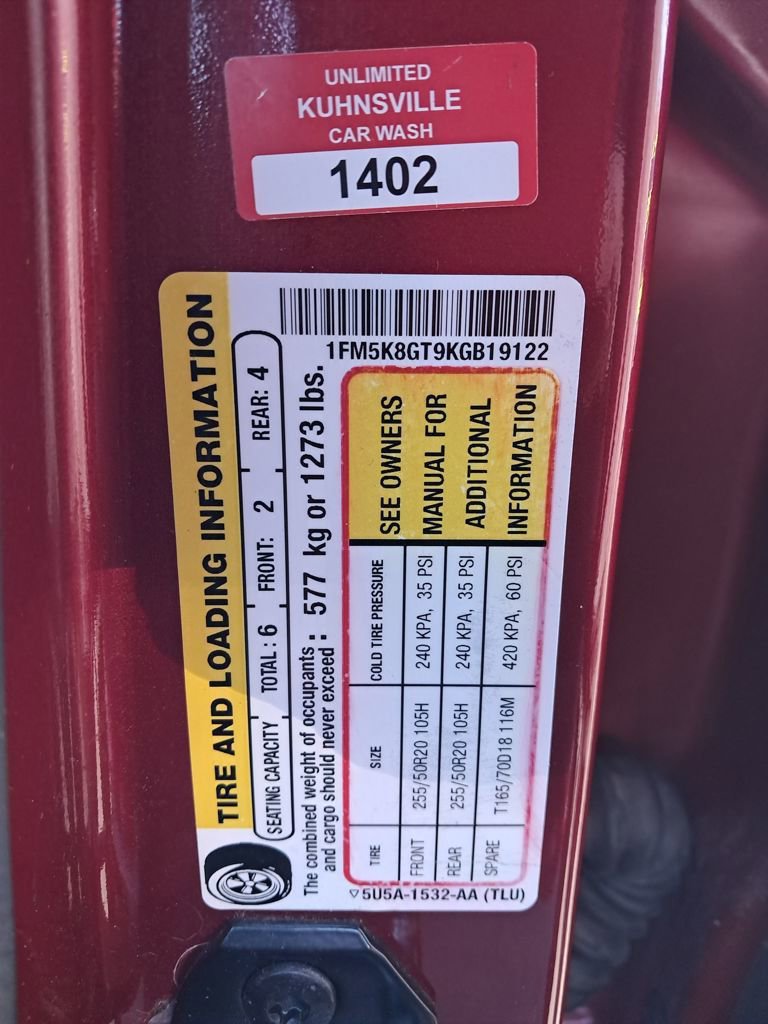 UNLIMITED
KUHNSVILLE
CAR WASH
1402
1FM5K8GT9KGB19122
TIRE AND LOADING INFORMATION
SEATING CAPACITY TOTAL: 6 FRONT: 2 REAR: 4
The combined weight of occupants
and cargo should never exceed : 577 kg or 1273 lbs.
TIRE SIZE COLD TIRE PRESSURE
FRONT 255/50R20 105H 240 KPA, 35 PSI
REAR 255/50R20 105H 240 KPA, 35 PSI
SPARE T165/70D18 116M 420 KPA, 60 PSI
SEE OWNERS
MANUAL FOR
ADDITIONAL
INFORMATION
5U5A-1532-AA (TLU)